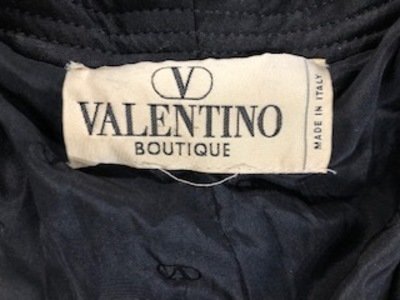 V
VALENTINO
BOUTIQUE
MADE IN ITALY